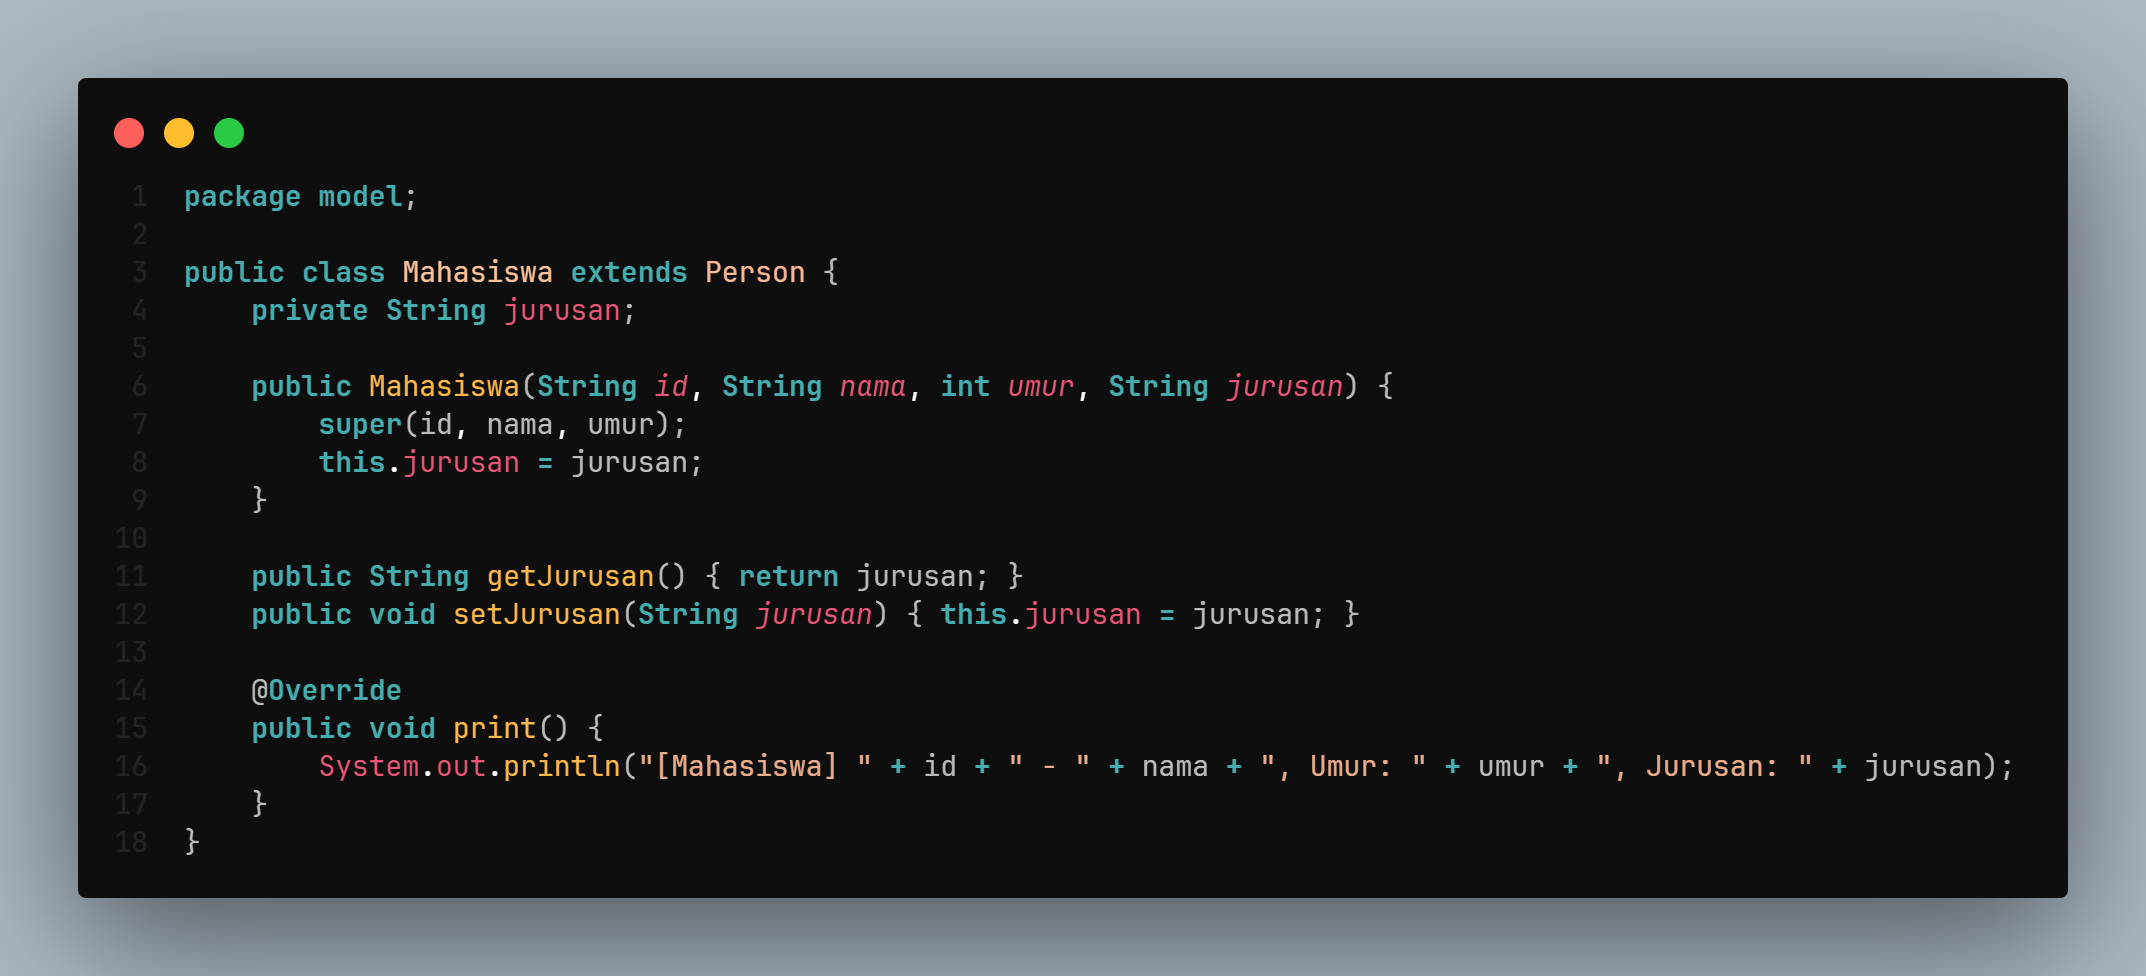 1 package model;
2
3 public class Mahasiswa extends Person {
4     private String jurusan;
5
6     public Mahasiswa(String id, String nama, int umur, String jurusan) {
7         super(id, nama, umur);
8         this.jurusan = jurusan;
9     }
10
11     public String getJurusan() { return jurusan; }
12     public void setJurusan(String jurusan) { this.jurusan = jurusan; }
13
14     @Override
15     public void print() {
16         System.out.println("[Mahasiswa] " + id + " - " + nama + ", Umur: " + umur + ", Jurusan: " + jurusan);
17     }
18 }